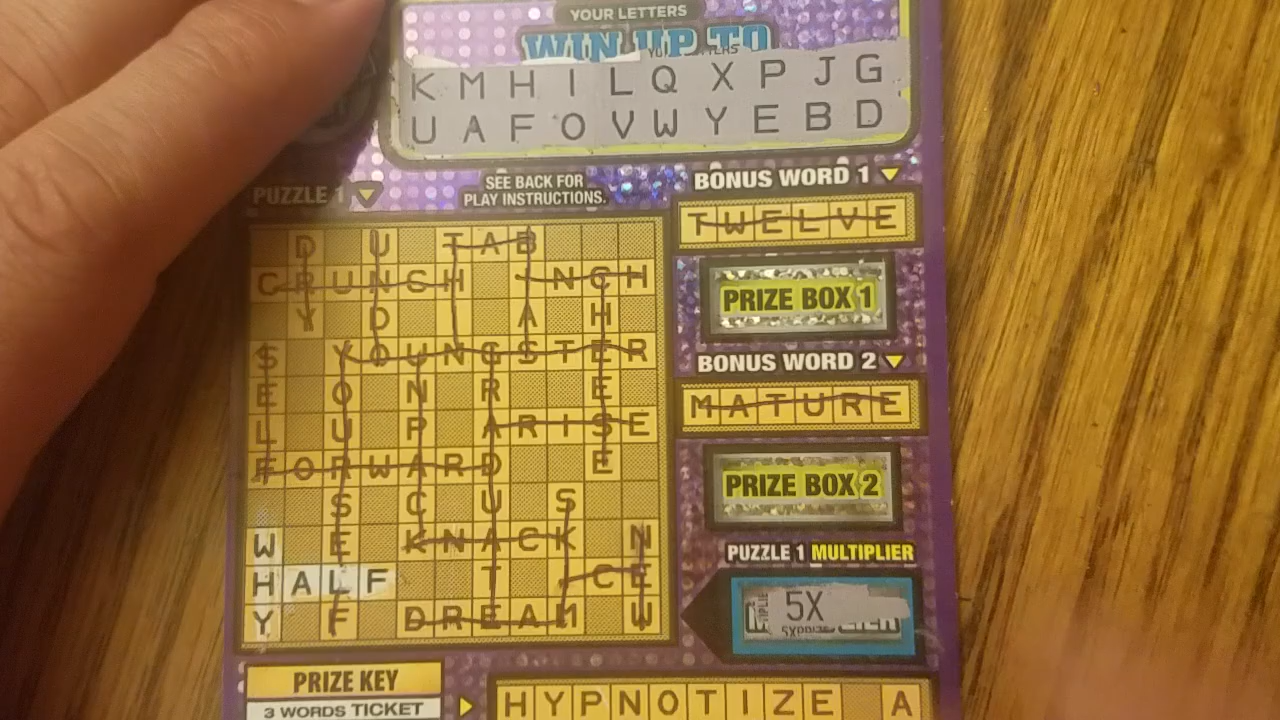 YOUR LETTERS
WIN UP TO
K M H I L Q X P J G
U A F O V W Y E B D
PUZZLE 1
SEE BACK FOR
PLAY INSTRUCTIONS.
BONUS WORD 1
TWELVE
D U TAB
CRUNCH INCH
Y D I A H
PRIZE BOX 1
S YOUNGSTER
BONUS WORD 2
E O N R E
MATURE
L U P ARISE
FORWARD E
S C U S
PRIZE BOX 2
W E KNACK N
PUZZLE 1 MULTIPLIER
HALF T ICE
5X
Y F DREAM W
PRIZE KEY
3 WORDS TICKET
HYPNOTIZE A